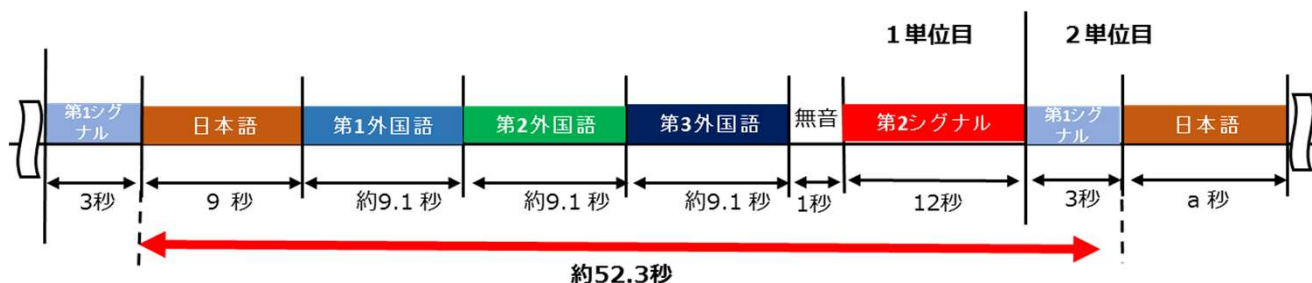 1単位目
2単位目
第1シグ
ナル
日本語
第1外国語
第2外国語
第3外国語
無音
第2シグナル
第1シグ
ナル
日本語
3秒
9 秒
約9.1 秒
約9.1 秒
約9.1 秒
1秒
12秒
3秒
a 秒
約52.3秒